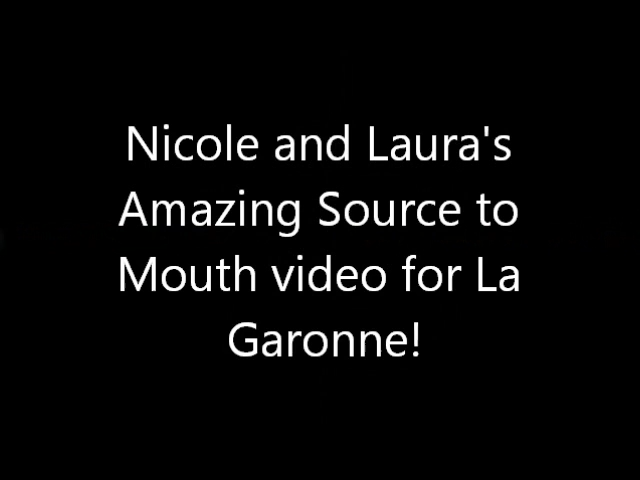 Nicole and Laura's
Amazing Source to
Mouth video for La
Garonne!